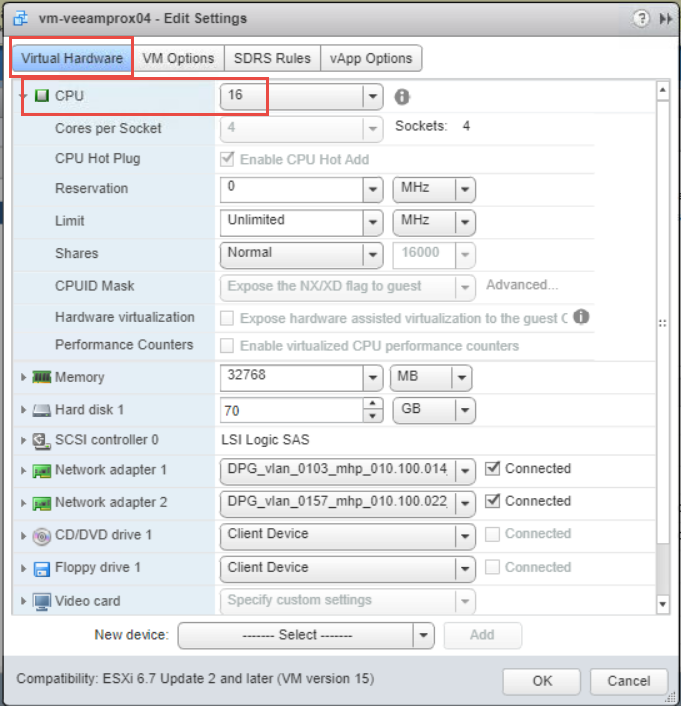 vm-veeamprox04 - Edit Settings ?
Virtual Hardware VM Options SDRS Rules vApp Options
CPU 16
Cores per Socket 4 Sockets: 4
CPU Hot Plug Enable CPU Hot Add
Reservation 0 MHz
Limit Unlimited MHz
Shares Normal 16000
CPUID Mask Expose the NX/XD flag to guest Advanced...
Hardware virtualization Expose hardware assisted virtualization to the guest
Performance Counters Enable virtualized CPU performance counters
Memory 32768 MB
Hard disk 1 70 GB
SCSI controller 0 LSI Logic SAS
Network adapter 1 DPG_vlan_0103_mhp_010.100.014 Connected
Network adapter 2 DPG_vlan_0157_mhp_010.100.022 Connected
CD/DVD drive 1 Client Device Connected
Floppy drive 1 Client Device Connected
Video card Specify custom settings
New device: ------- Select ------- Add
Compatibility: ESXi 6.7 Update 2 and later (VM version 15) OK Cancel